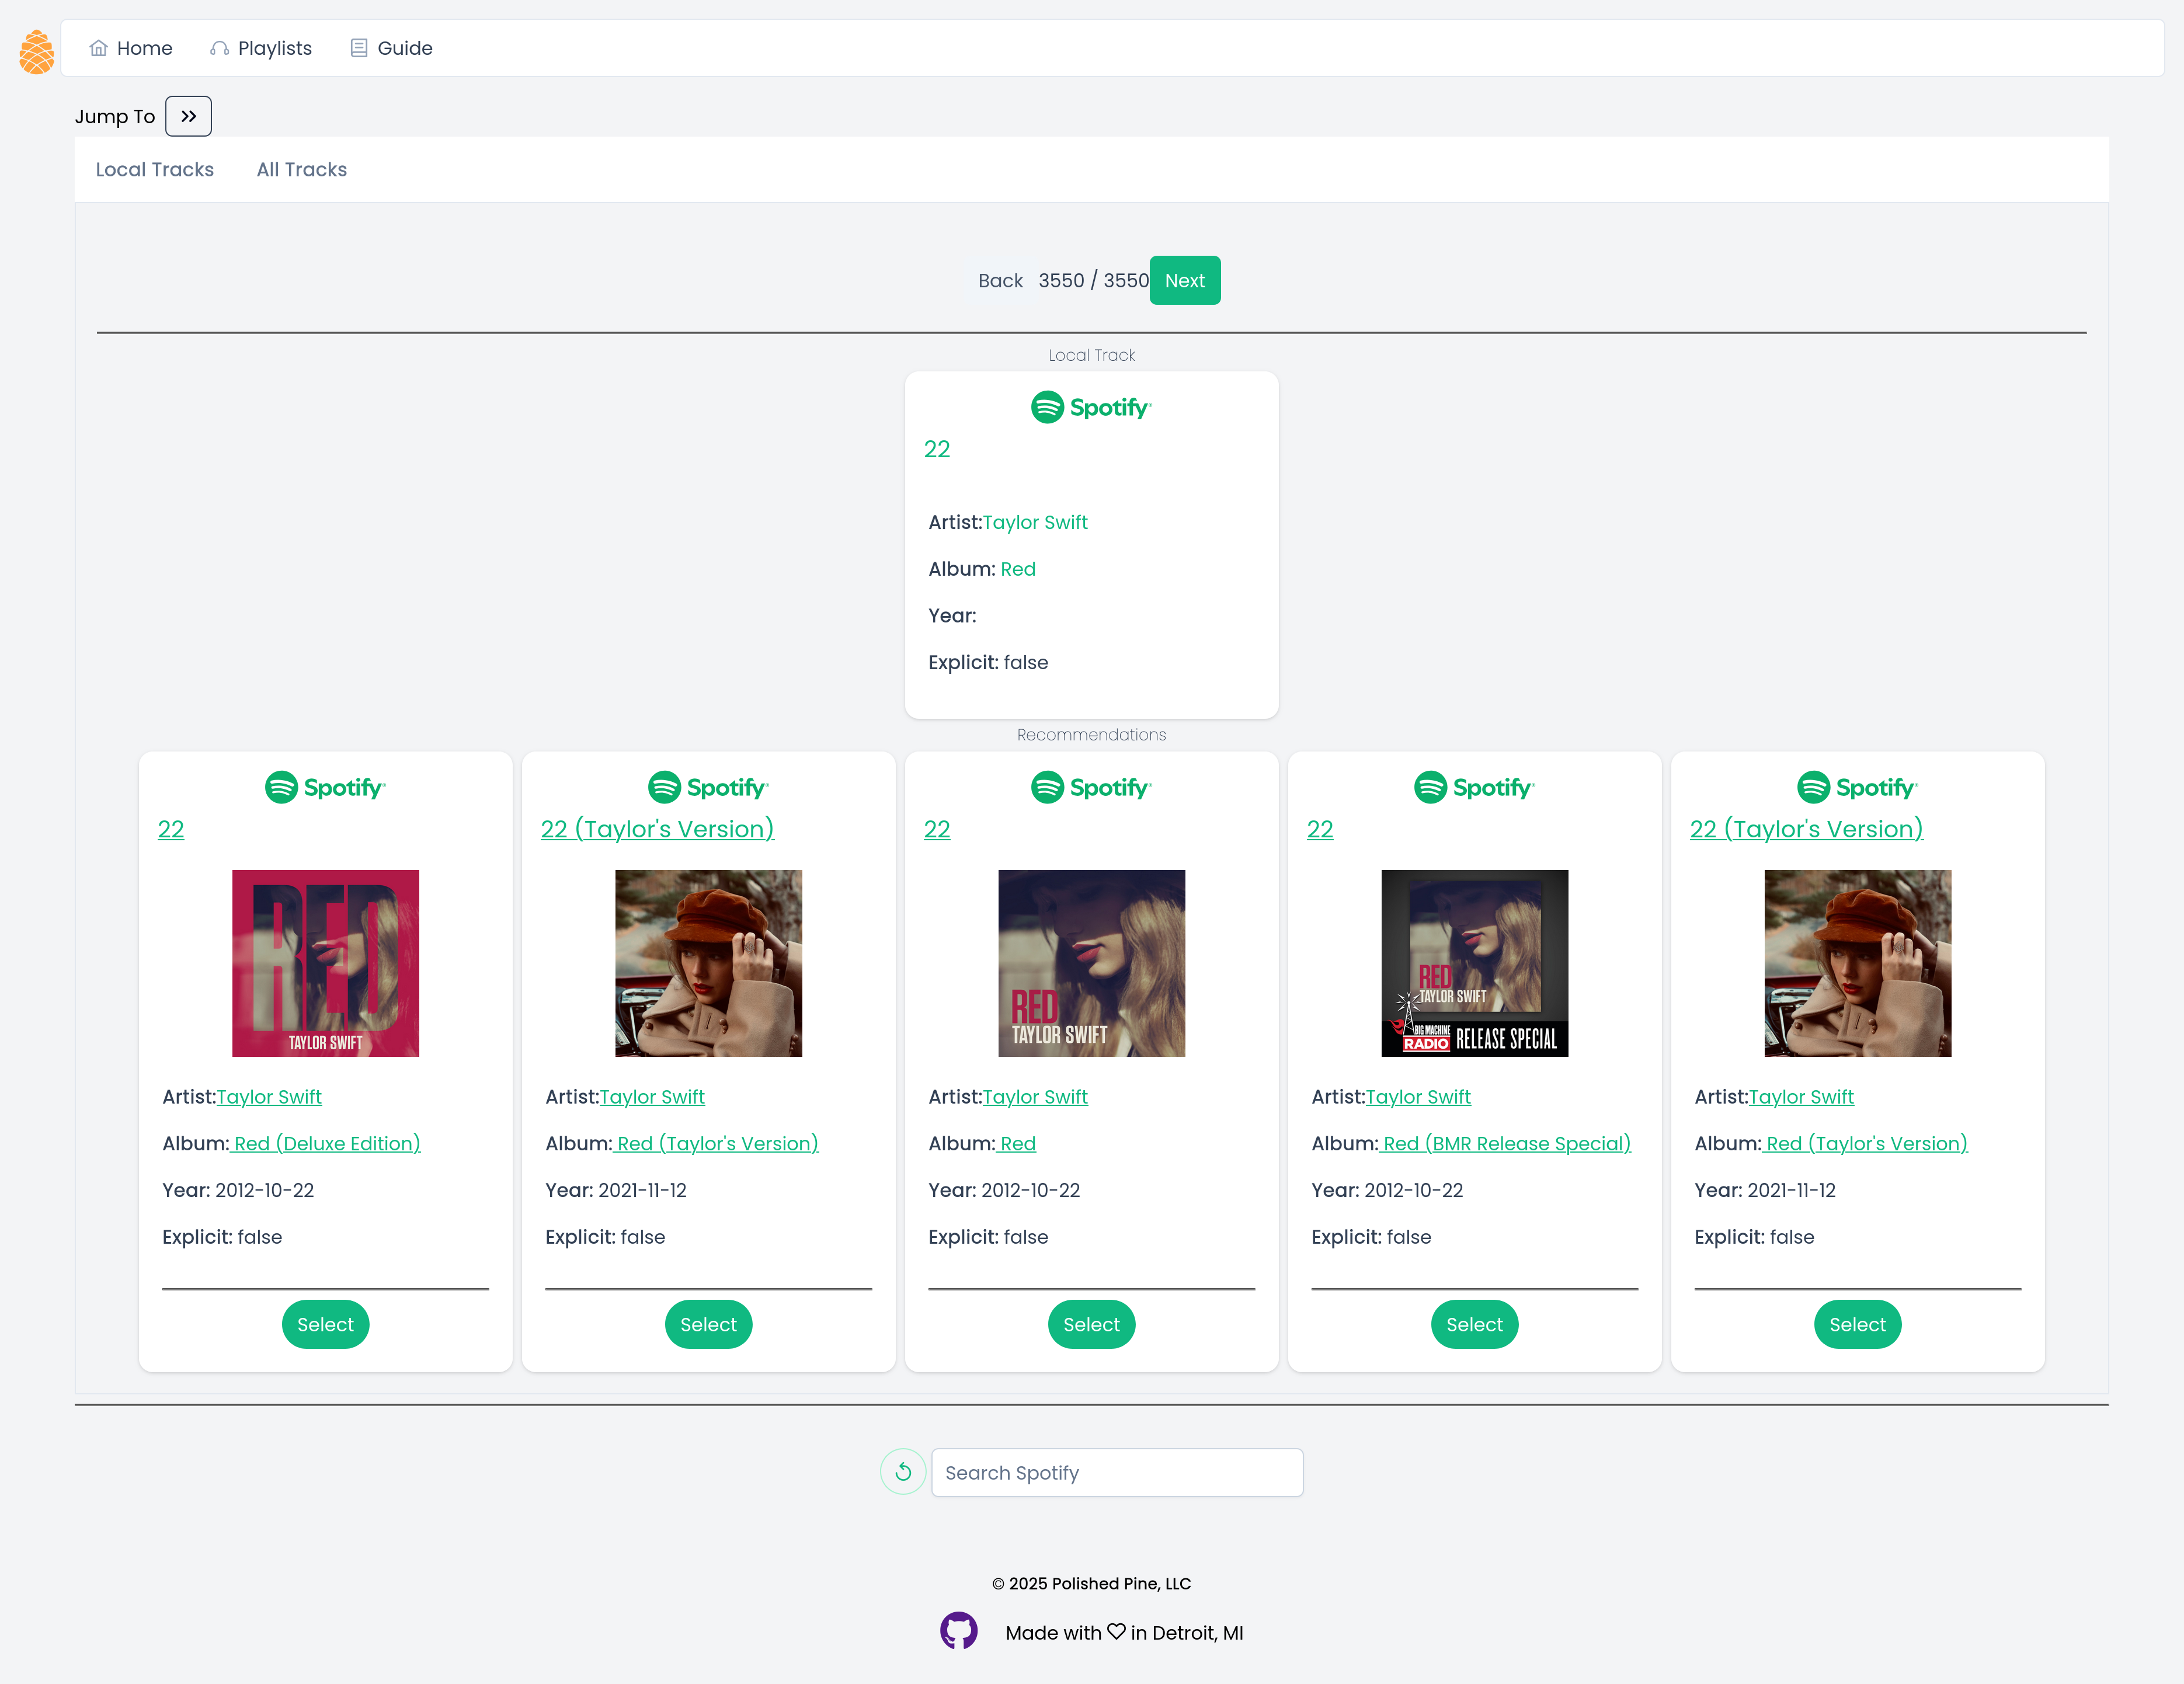 Home Playlists Guide
Jump To
Local Tracks All Tracks
Back 3550 / 3550 Next
Local Track
Spotify
22
Artist:Taylor Swift
Album: Red
Year:
Explicit: false
Recommendations
Spotify
22
RED
TAYLOR SWIFT
Artist:Taylor Swift
Album: Red (Deluxe Edition)
Year: 2012-10-22
Explicit: false
Select
Spotify
22 (Taylor's Version)
Artist:Taylor Swift
Album: Red (Taylor's Version)
Year: 2021-11-12
Explicit: false
Select
Spotify
22
RED
TAYLOR SWIFT
Artist:Taylor Swift
Album: Red
Year: 2012-10-22
Explicit: false
Select
Spotify
22
RED
TAYLOR SWIFT
BIG MACHINE
RADIO RELEASE SPECIAL
Artist:Taylor Swift
Album: Red (BMR Release Special)
Year: 2012-10-22
Explicit: false
Select
Spotify
22 (Taylor's Version)
Artist:Taylor Swift
Album: Red (Taylor's Version)
Year: 2021-11-12
Explicit: false
Select
Search Spotify
© 2025 Polished Pine, LLC
Made with ♡ in Detroit, MI